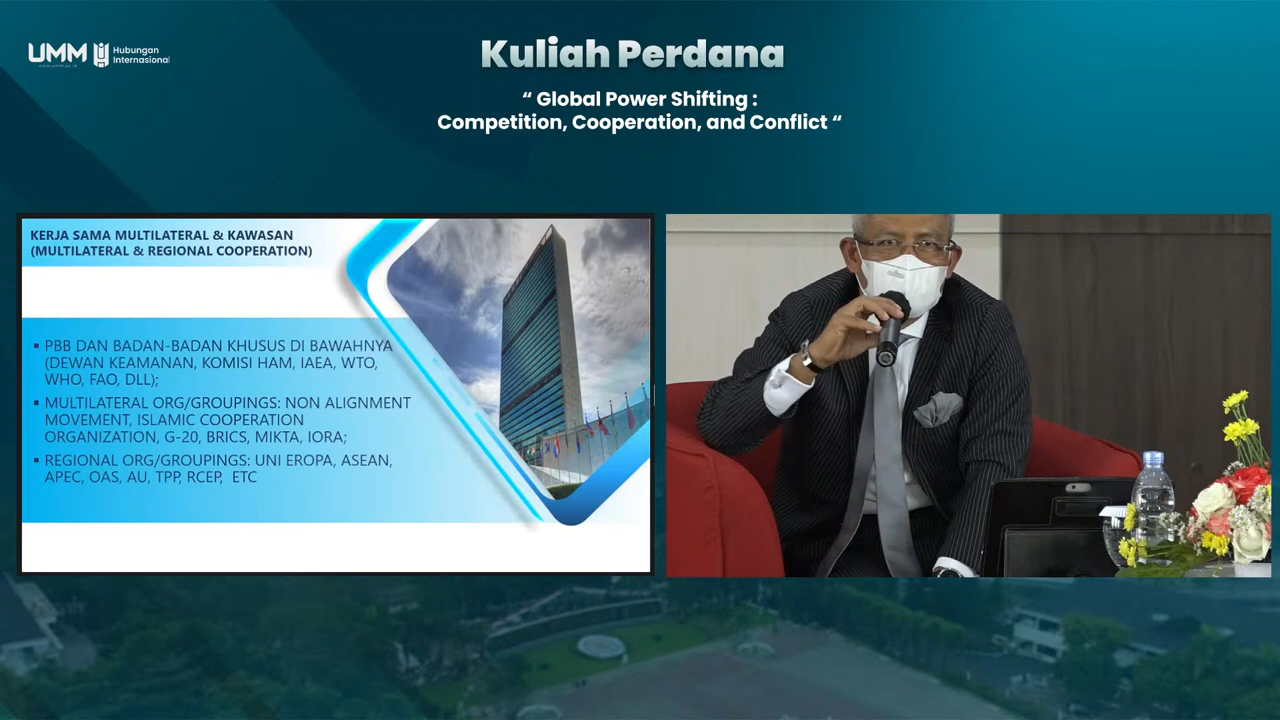 UMM
Hubungan
Internasional
Kuliah Perdana
“ Global Power Shifting :
Competition, Cooperation, and Conflict “
KERJA SAMA MULTILATERAL & KAWASAN
(MULTILATERAL & REGIONAL COOPERATION)
▪ PBB DAN BADAN-BADAN KHUSUS DI BAWAHNYA
(DEWAN KEAMANAN, KOMISI HAM, IAEA, WTO,
WHO, FAO, DLL);
▪ MULTILATERAL ORG/GROUPINGS: NON ALIGNMENT
MOVEMENT, ISLAMIC COOPERATION
ORGANIZATION, G-20, BRICS, MIKTA, IORA;
▪ REGIONAL ORG/GROUPINGS: UNI EROPA, ASEAN,
APEC, OAS, AU, TPP, RCEP, ETC